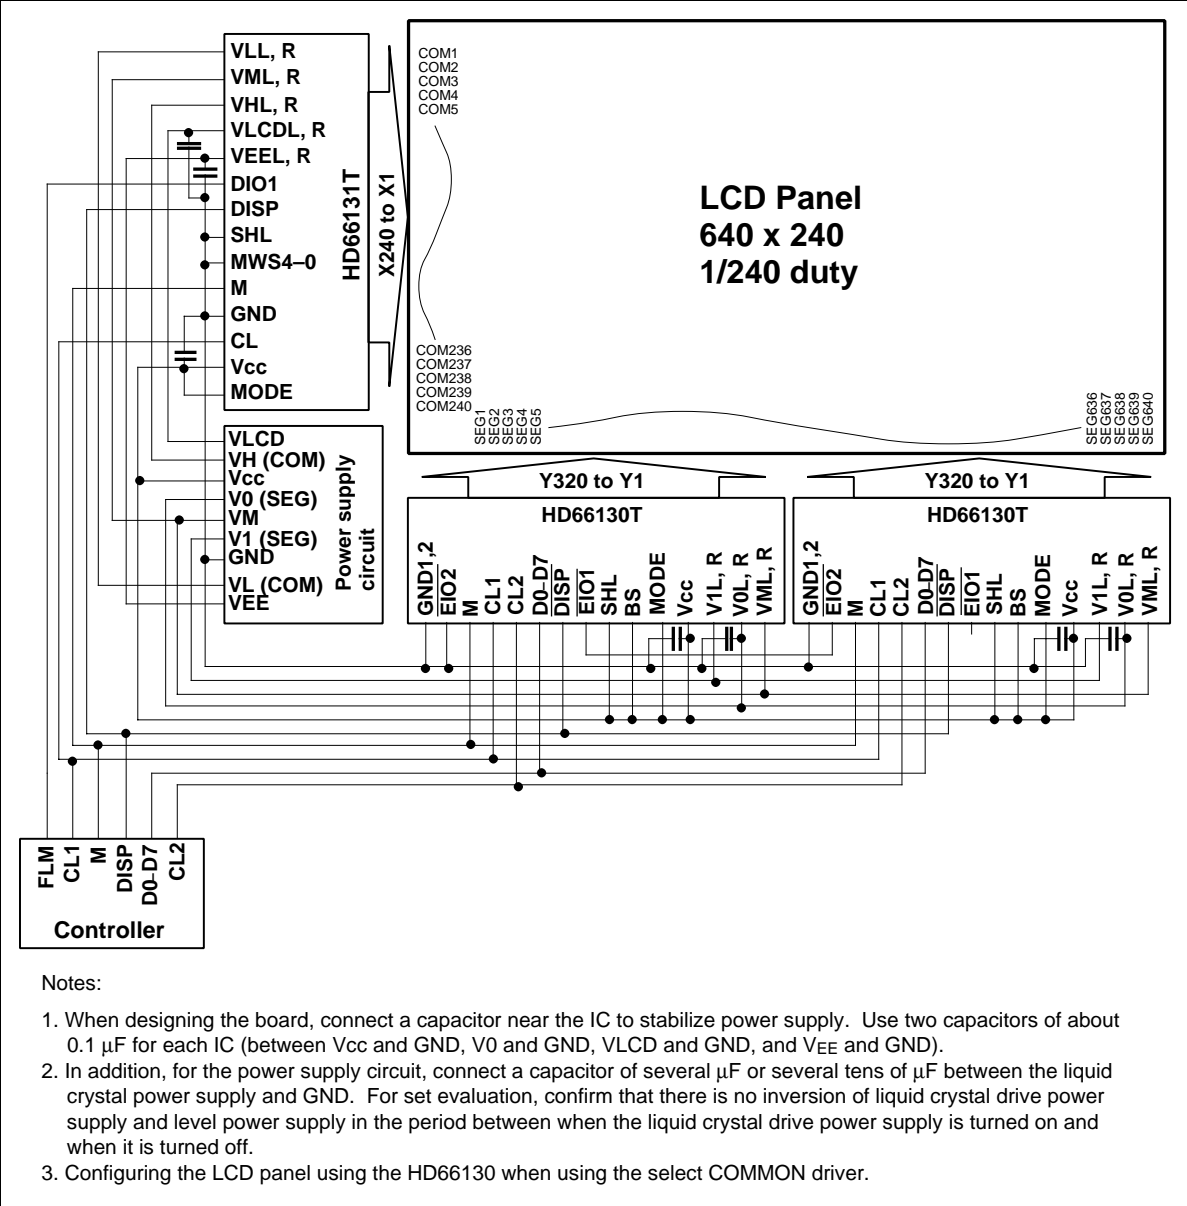 VLL, R
VML, R
VHL, R
VLCDL, R
VEEL, R
DIO1
DISP
SHL
MWS4–0
M
GND
CL
Vcc
MODE
HD66131T
X240 to X1
COM1
COM2
COM3
COM4
COM5
COM236
COM237
COM238
COM239
COM240
LCD Panel
640 x 240
1/240 duty
SEG1
SEG2
SEG3
SEG4
SEG5
SEG636
SEG637
SEG638
SEG639
SEG640
VLCD
VH (COM)
Vcc
V0 (SEG)
VM
V1 (SEG)
GND
VL (COM)
VEE
Power supply
circuit
Y320 to Y1
HD66130T
GND1,2
EIO2
M
CL1
CL2
D0-D7
DISP
EIO1
SHL
BS
MODE
Vcc
V1L, R
V0L, R
VML, R
Y320 to Y1
HD66130T
GND1,2
EIO2
M
CL1
CL2
D0-D7
DISP
EIO1
SHL
BS
MODE
Vcc
V1L, R
V0L, R
VML, R
FLM
CL1
M
DISP
D0-D7
CL2
Controller
Notes:
1. When designing the board, connect a capacitor near the IC to stabilize power supply. Use two capacitors of about
0.1 μF for each IC (between Vcc and GND, V0 and GND, VLCD and GND, and VEE and GND).
2. In addition, for the power supply circuit, connect a capacitor of several μF or several tens of μF between the liquid
crystal power supply and GND. For set evaluation, confirm that there is no inversion of liquid crystal drive power
supply and level power supply in the period between when the liquid crystal drive power supply is turned on and
when it is turned off.
3. Configuring the LCD panel using the HD66130 when using the select COMMON driver.